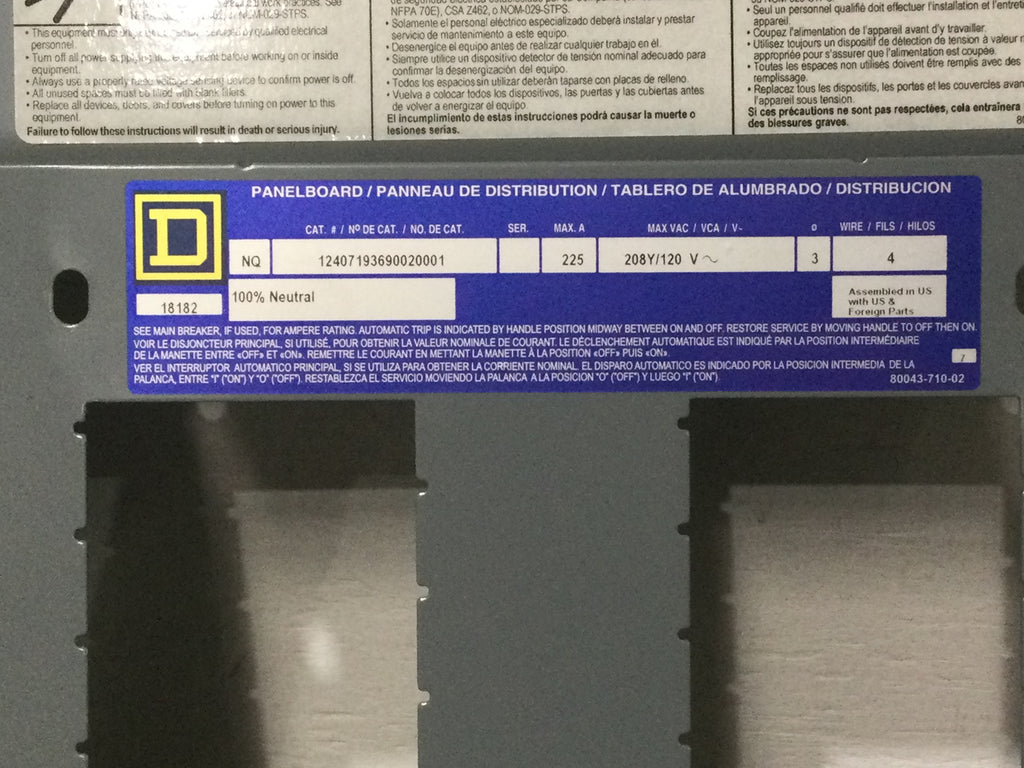 NOM-029-STFS.
• This equipment must only be by qualified electrical
personnel.
• Turn off all power supplying before working on or inside
equipment.
• Always use a properly rated voltage sensing device to confirm power is off.
• All unused spaces must be filled with blank fillers.
• Replace all devices, doors, and covers before turning on power to this
equipment.
Failure to follow these instructions will result in death or serious injury.
NFPA 70E), CSA Z462, o NOM-029-STPS.
• Solamente el personal eléctrico especializado deberá instalar y prestar
servicio de mantenimiento a este equipo.
• Desenergice el equipo antes de realizar cualquier trabajo en él.
• Siempre utilice un dispositivo detector de tensión nominal adecuado para
confirmar la desenergización del equipo.
• Todos los espacios sin utilizar deberán taparse con placas de relleno.
• Vuelva a colocar todos los dispositivos, las puertas y las cubiertas antes
de volver a energizar el equipo.
El incumplimiento de estas instrucciones podrá causar la muerte o
lesiones serias.
• Seul un personnel qualifié doit effectuer l'installation et
appareil.
• Coupez l'alimentation de l'appareil avant d'y travailler.
• Utilisez toujours un dispositif de détection de tension à valeur
appropriée pour s'assurer que l'alimentation est coupée.
• Toutes les espaces non utilisés doivent être remplis avec des
remplissage.
• Replacez tous les dispositifs, les portes et les couvercles
l'appareil sous tension.
Si ces précautions ne sont pas respectées, cela entraînera
des blessures graves.
PANELBOARD / PANNEAU DE DISTRIBUTION / TABLERO DE ALUMBRADO / DISTRIBUCION
CAT. # / Nº DE CAT. / NO. DE CAT. SER. MAX. A MAX VAC / VCA / V~ ø WIRE / FILS / HILOS
D
NQ 12407193690020001 225 208Y/120 V ~ 3 4
18182 100% Neutral
Assembled in US
with US &
Foreign Parts
SEE MAIN BREAKER, IF USED, FOR AMPERE RATING. AUTOMATIC TRIP IS INDICATED BY HANDLE POSITION MIDWAY BETWEEN ON AND OFF. RESTORE SERVICE BY MOVING HANDLE TO OFF THEN ON.
VOIR LE DISJONCTEUR PRINCIPAL, SI UTILISÉ, POUR OBTENIR LA VALEUR NOMINALE DE COURANT. LE DÉCLENCHEMENT AUTOMATIQUE EST INDIQUÉ PAR LA POSITION INTERMÉDIAIRE
DE LA MANETTE ENTRE «OFF» ET «ON». REMETTRE LE COURANT EN METTANT LA MANETTE À LA POSITION «OFF» PUIS «ON».
7
VER EL INTERRUPTOR AUTOMATICO PRINCIPAL, SI SE UTILIZA PARA OBTENER LA CORRIENTE NOMINAL. EL DISPARO AUTOMATICO ES INDICADO POR LA POSICION INTERMEDIA DE LA
PALANCA, ENTRE "I" ("ON") Y "O" ("OFF"). RESTABLEZCA EL SERVICIO MOVIENDO LA PALANCA A LA POSICION "O" ("OFF") Y LUEGO "I" ("ON").
80043-710-02